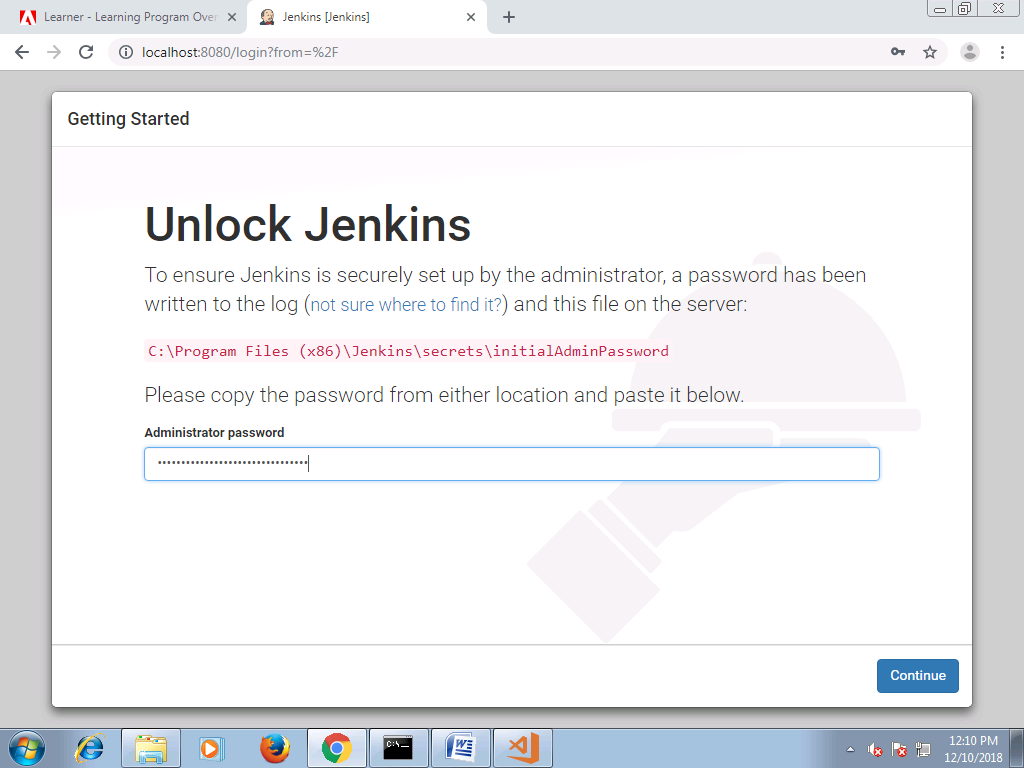 Learner - Learning Program Over
Jenkins [Jenkins]
localhost:8080/login?from=%2F
Getting Started
Unlock Jenkins
To ensure Jenkins is securely set up by the administrator, a password has been
written to the log (not sure where to find it?) and this file on the server:
C:\Program Files (x86)\Jenkins\secrets\initialAdminPassword
Please copy the password from either location and paste it below.
Administrator password
Continue
C:\
12:10 PM
12/10/2018